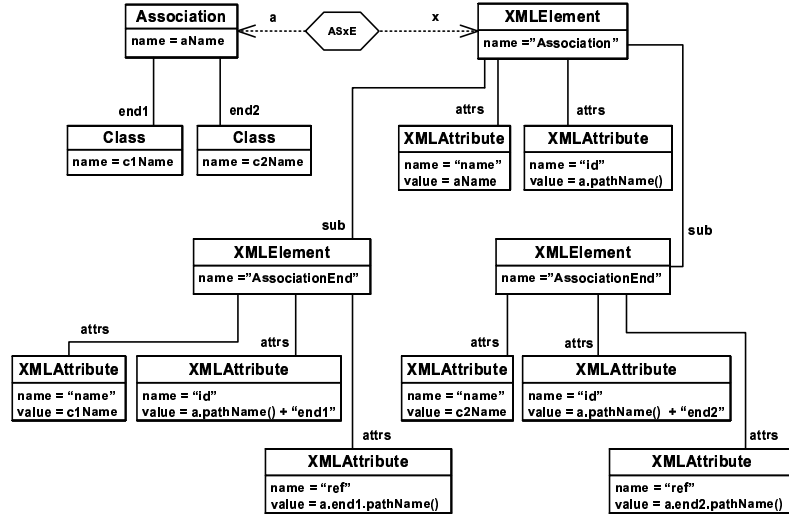 Association
name = aName
a
ASxE
x
XMLElement
name =”Association”
end1
end2
Class
name = c1Name
Class
name = c2Name
attrs
attrs
XMLAttribute
name = “name”
value = aName
XMLAttribute
name = “id”
value = a.pathName()
sub
sub
XMLElement
name =”AssociationEnd”
XMLElement
name =”AssociationEnd”
attrs
attrs
attrs
attrs
XMLAttribute
name = “name”
value = c1Name
XMLAttribute
name = “id”
value = a.pathName() + “end1”
XMLAttribute
name = “name”
value = c2Name
XMLAttribute
name = “id”
value = a.pathName() + “end2”
attrs
attrs
XMLAttribute
name = “ref”
value = a.end1.pathName()
XMLAttribute
name = “ref”
value = a.end2.pathName()